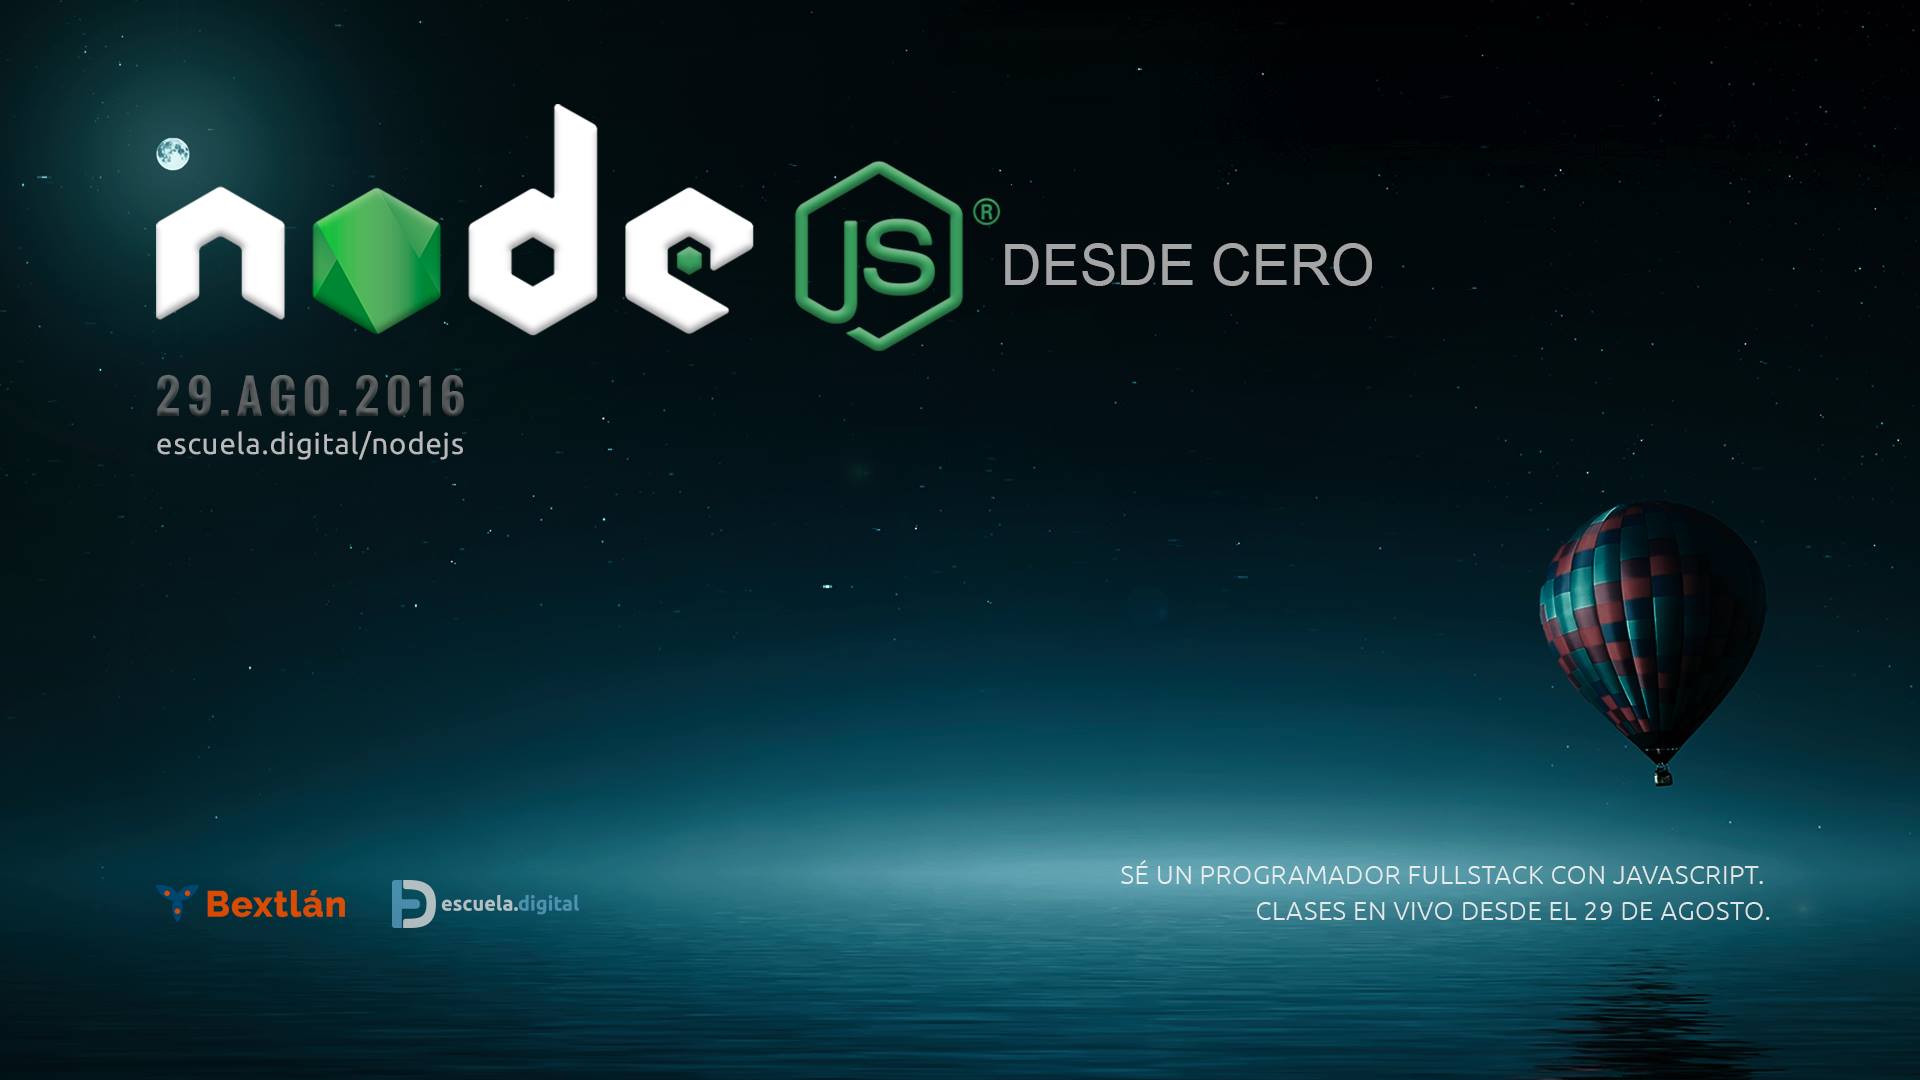 node JS® DESDE CERO
29.AGO.2016
escuela.digital/nodejs
Bextlán
ED escuela.digital
SÉ UN PROGRAMADOR FULLSTACK CON JAVASCRIPT.
CLASES EN VIVO DESDE EL 29 DE AGOSTO.